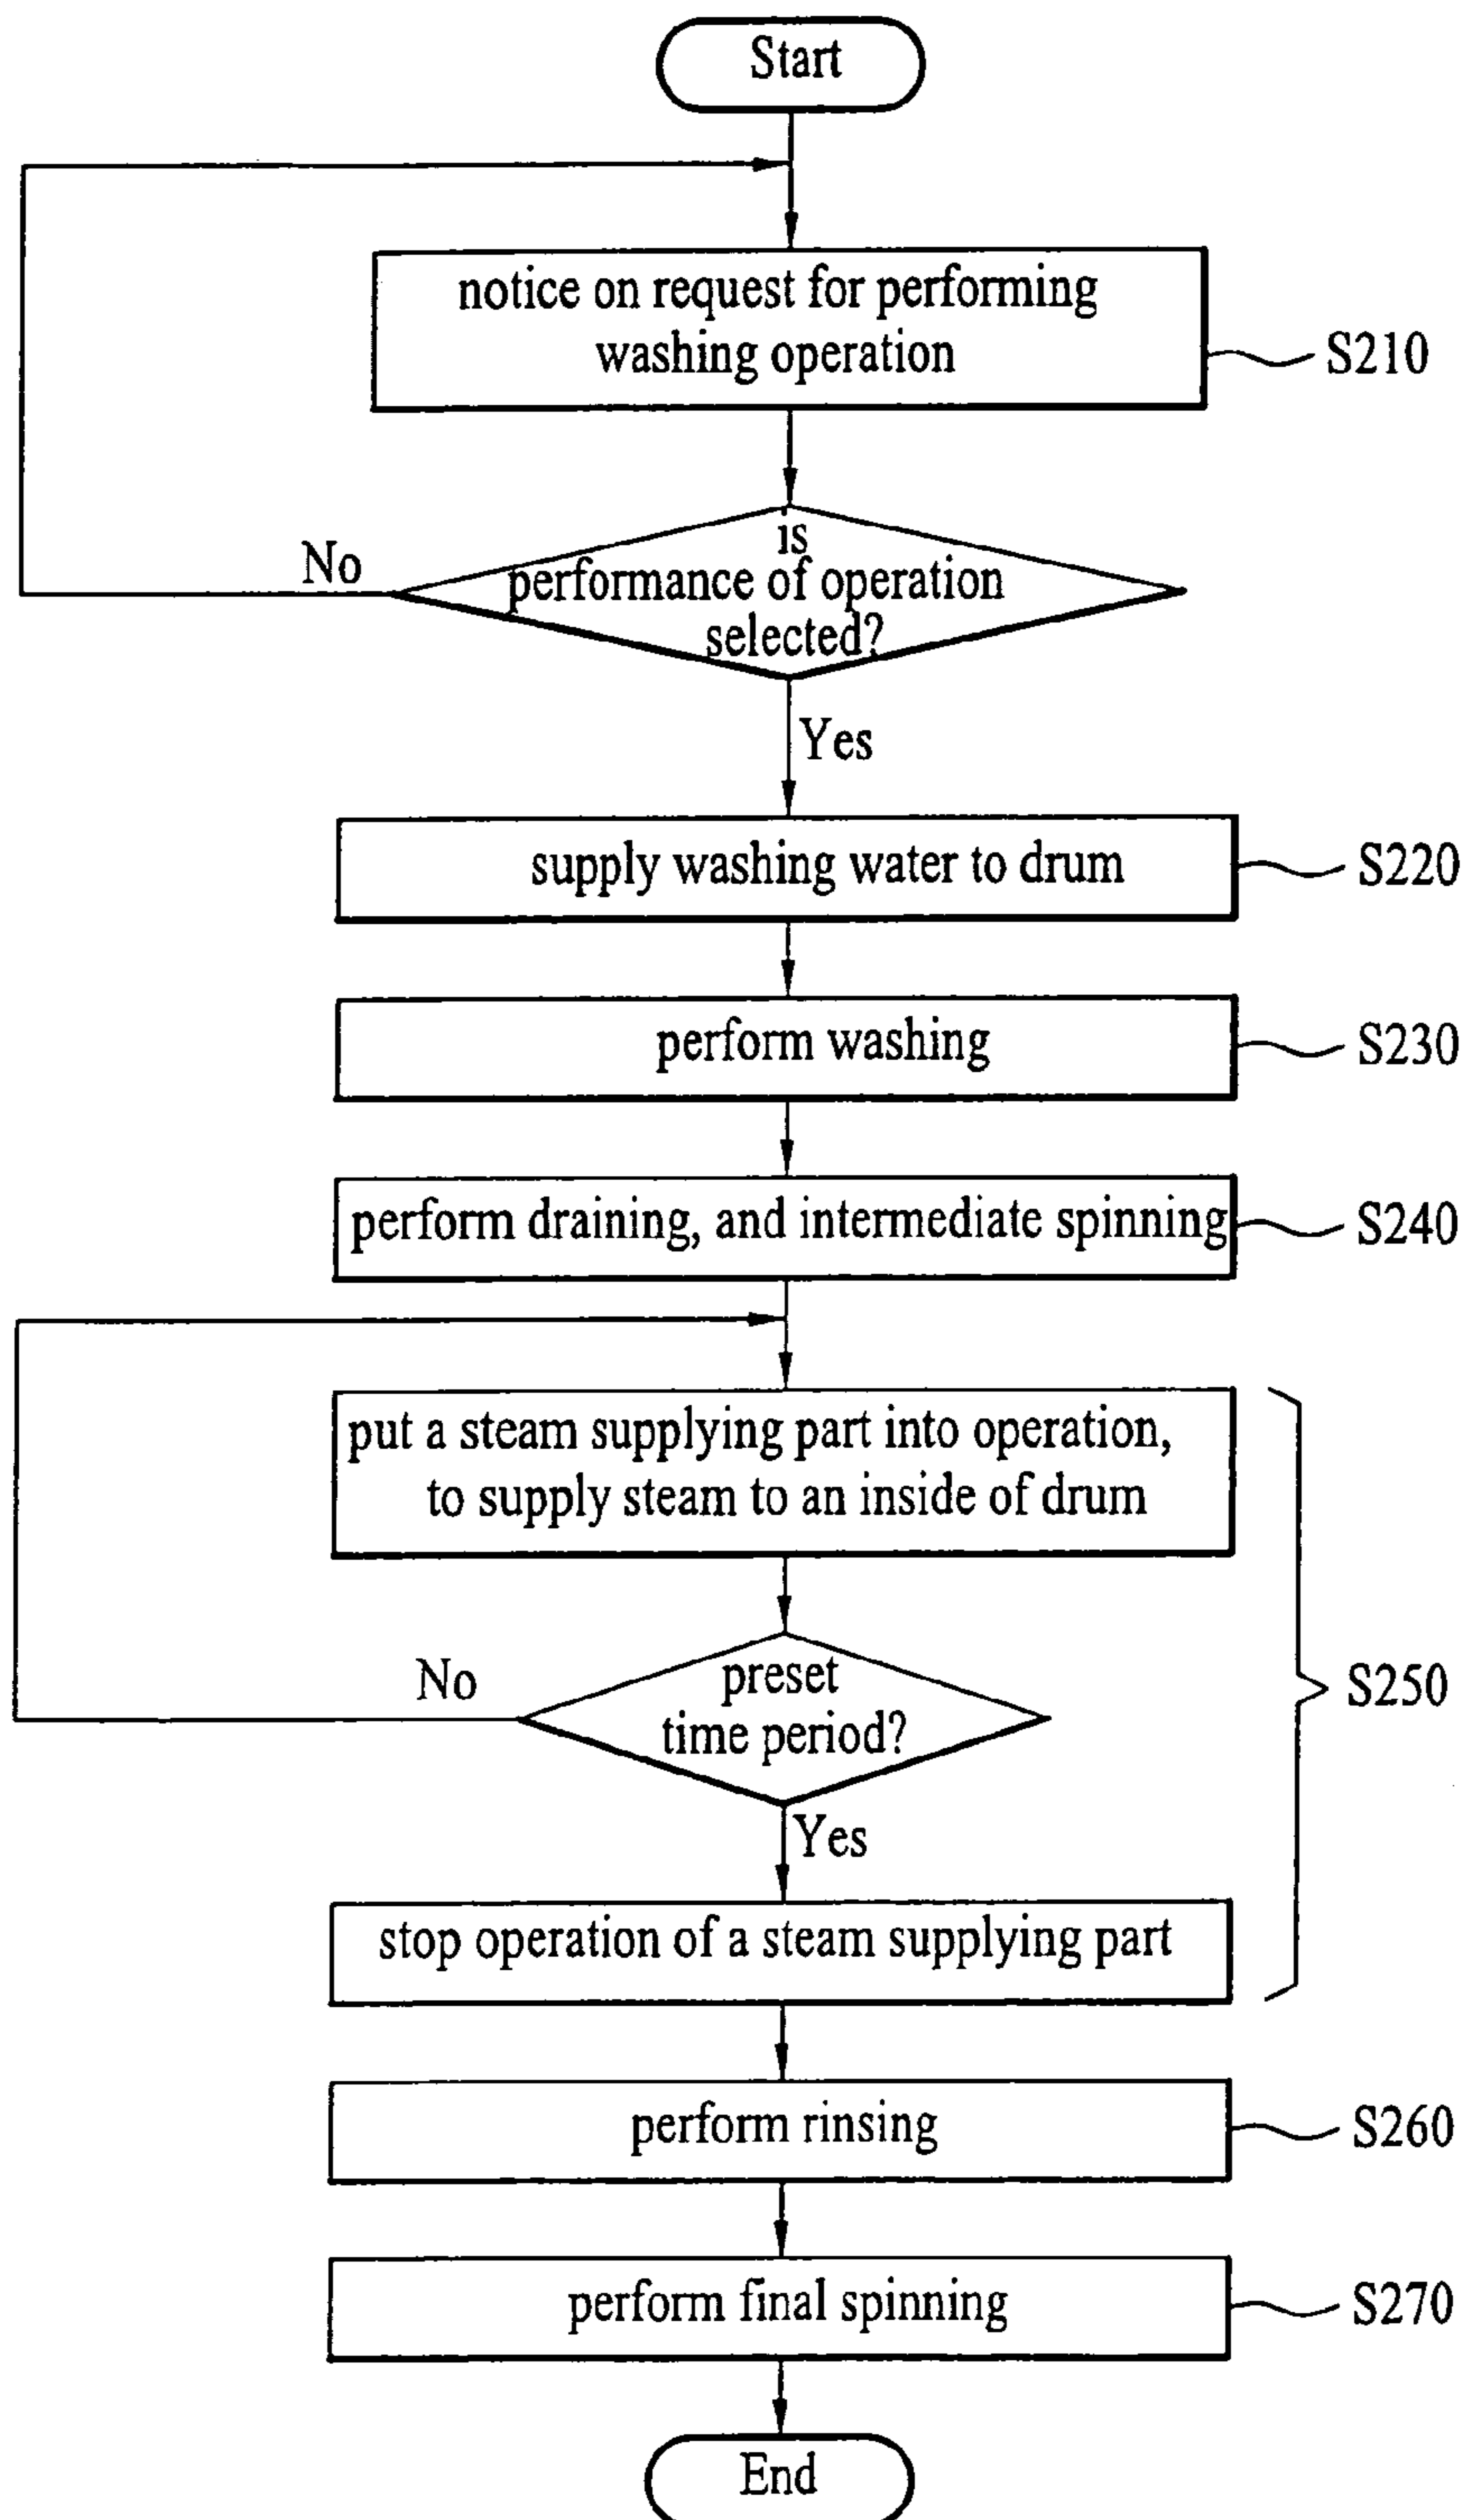 Start
notice on request for performing
washing operation
S210
is
performance of operation
selected?
No
Yes
supply washing water to drum
S220
perform washing
S230
perform draining, and intermediate spinning
S240
put a steam supplying part into operation,
to supply steam to an inside of drum
preset
time period?
No
S250
Yes
stop operation of a steam supplying part
perform rinsing
S260
perform final spinning
S270
End